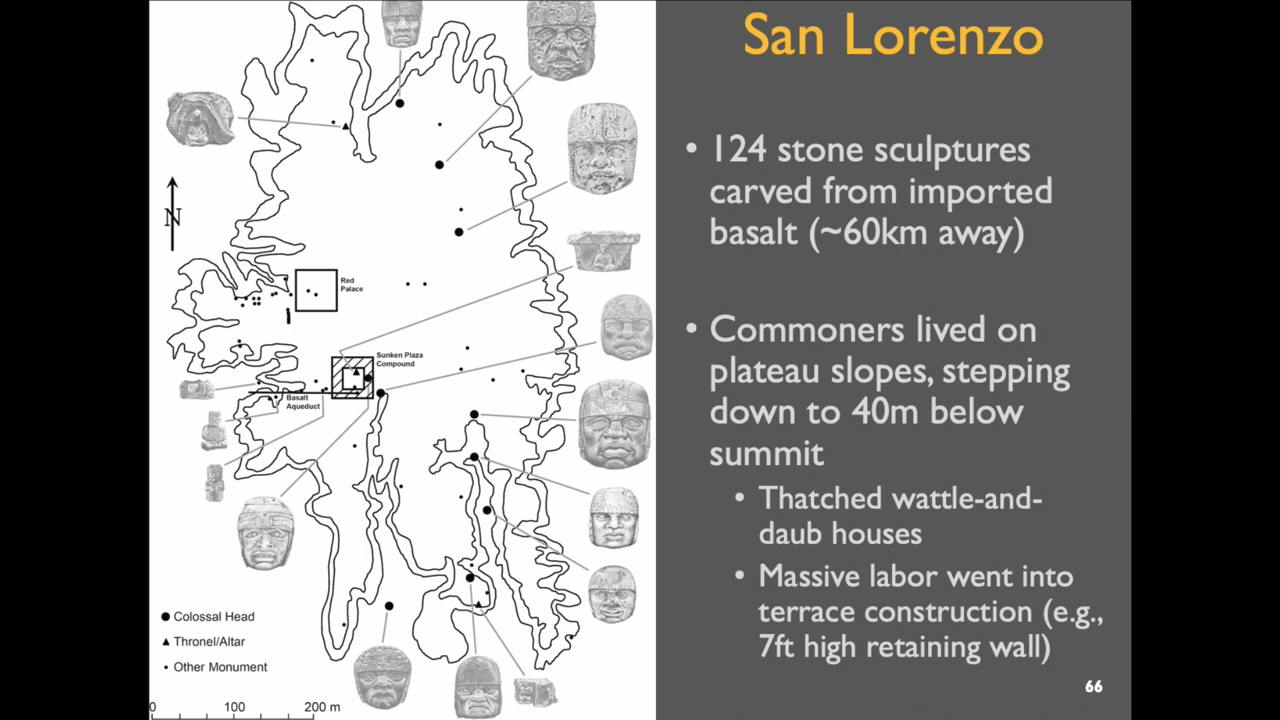 San Lorenzo
• 124 stone sculptures
carved from imported
basalt (~60km away)
• Commoners lived on
plateau slopes, stepping
down to 40m below
summit
• Thatched wattle-and-
daub houses
• Massive labor went into
terrace construction (e.g.,
7ft high retaining wall)
66
N
Red
Palace
Sunken Plaza
Compound
Basalt
Aqueduct
Colossal Head
Thronel/Altar
Other Monument
0 100 200 m